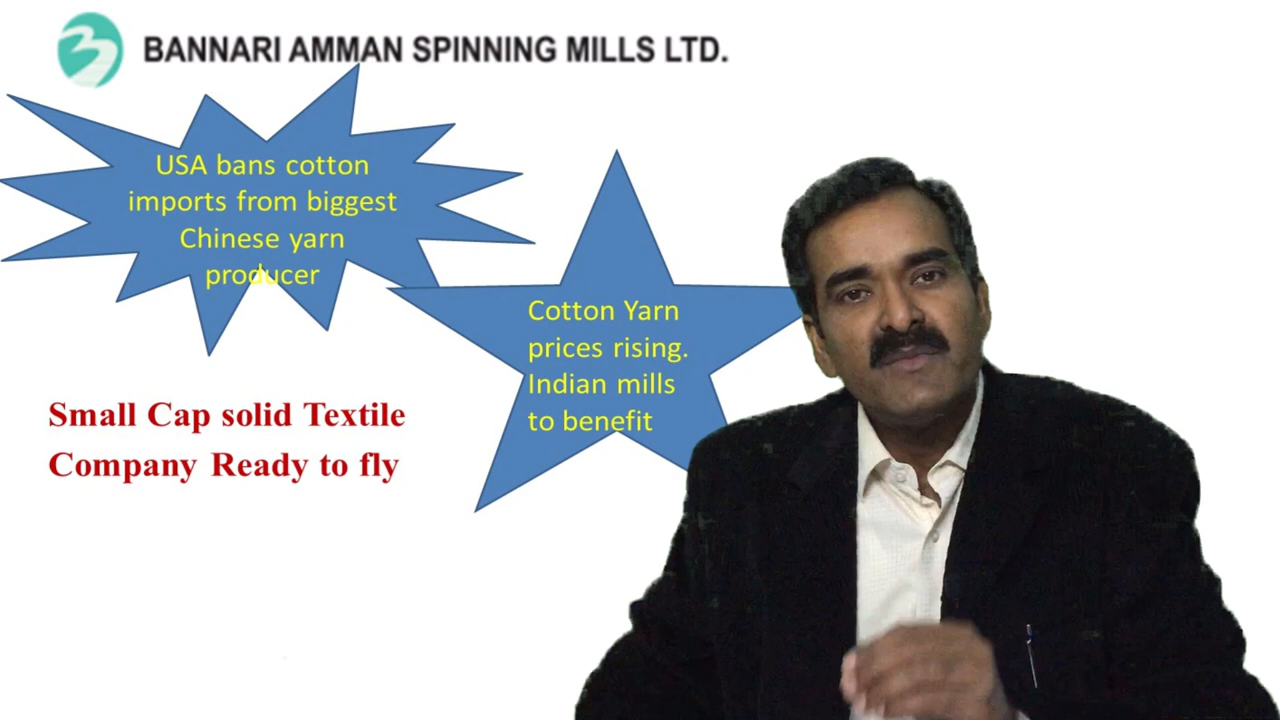 BANNARI AMMAN SPINNING MILLS LTD.
USA bans cotton
imports from biggest
Chinese yarn
producer
Cotton Yarn
prices rising.
Indian mills
to benefit
Small Cap solid Textile
Company Ready to fly